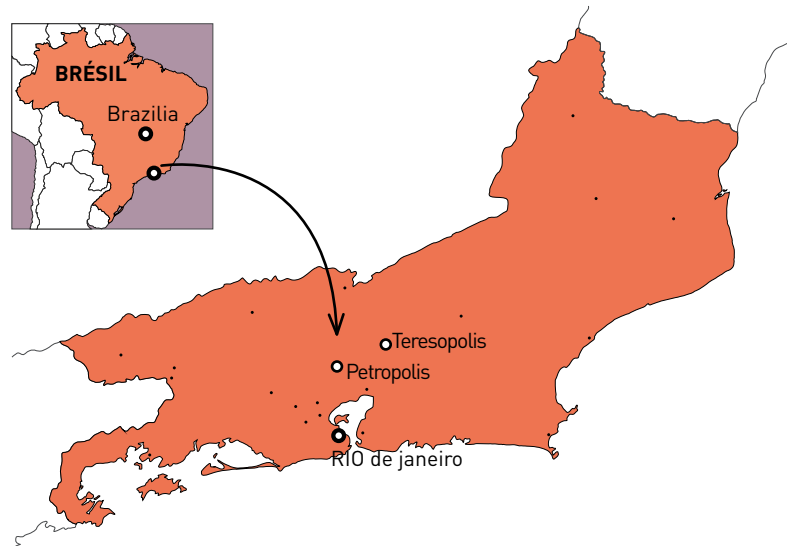 BRÉSIL
Brazilia
Teresopolis
Petropolis
RIO de janeiro